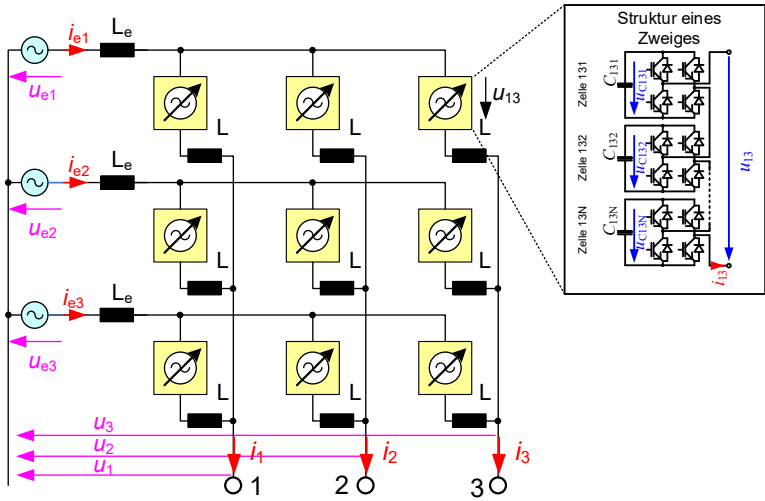 i_e1
L_e
u_e1
u_13
L
L
L
i_e2
L_e
u_e2
L
L
L
i_e3
L_e
u_e3
L
L
L
u_3
u_2
u_1
i_1
i_2
i_3
1
2
3
Struktur eines
Zweiges
Zelle 131
C_131
u_C131
Zelle 132
C_132
u_C132
u_13
Zelle 13N
C_13N
u_C13N
i_13